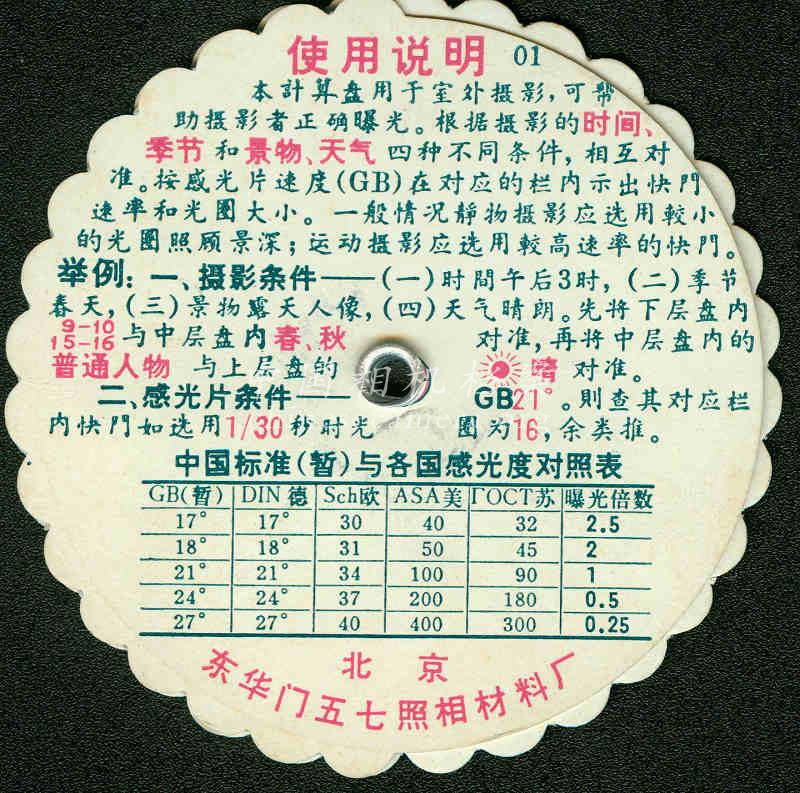 使用说明 01
本計算盘用于室外摄影，可幫
助摄影者正确曝光。根据摄影的时间、
季节和景物、天气四种不同条件，相互对
准。按感光片速度(GB)在对应的栏内示出快門
速率和光圈大小。一般情况静物摄影应选用較小
的光圈照顾景深；运动摄影应选用較高速率的快門。
举例：一、摄影条件——(一)时間午后3时，(二)季节
春天，(三)景物露天人像，(四)天气晴朗。先将下层盘内
9-10
15-16 与中层盘内春、秋 对准，再将中层盘内的
普通人物 与上层盘的 晴 对准。
二、感光片条件—— GB21°。則查其对应栏
内快門如选用1/30秒时光 圈为16，余类推。
中国标准(暂)与各国感光度对照表
GB(暂) DIN 德 Sch欧 ASA美 ГОСТ苏 曝光倍数
17° 17° 30 40 32 2.5
18° 18° 31 50 45 2
21° 21° 34 100 90 1
24° 24° 37 200 180 0.5
27° 27° 40 400 300 0.25
北京
东华门五七照相材料厂